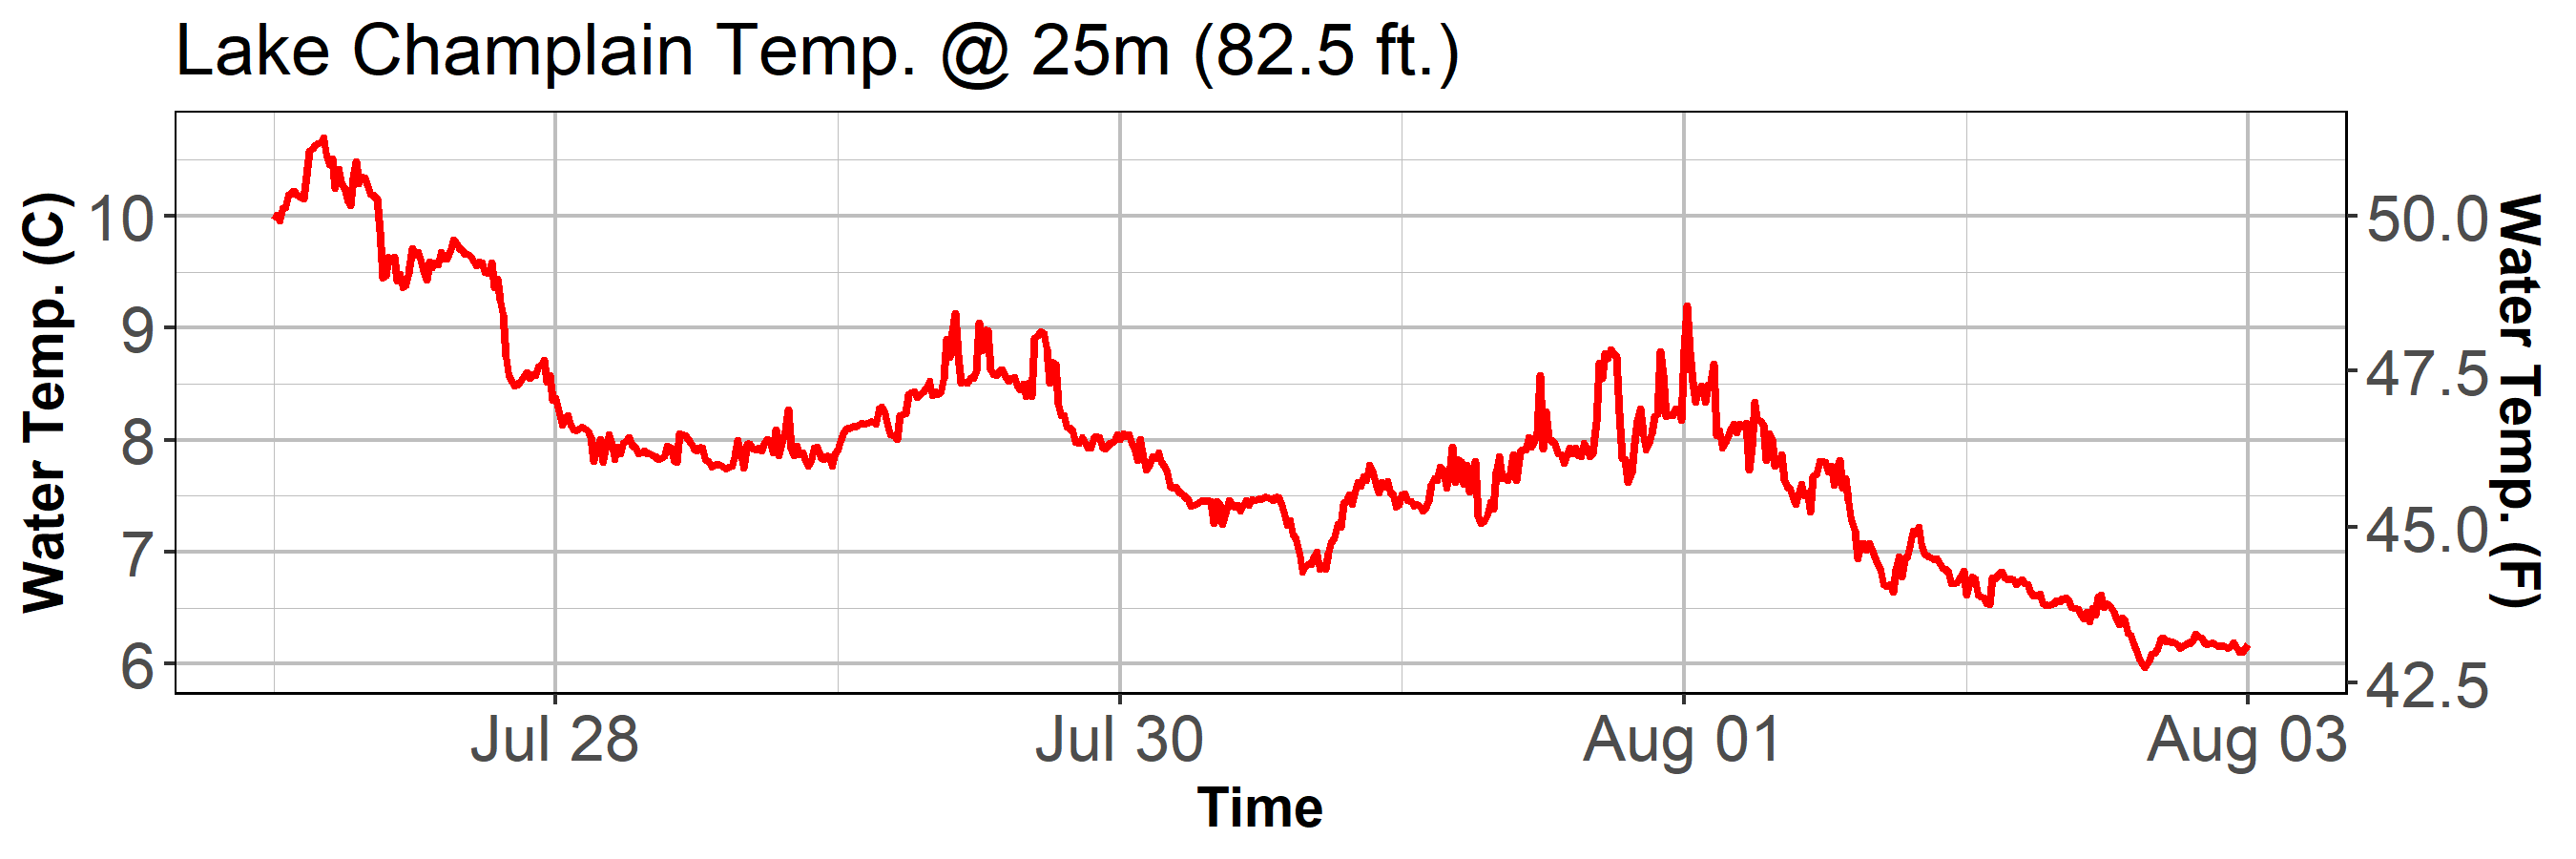 Lake Champlain Temp. @ 25m (82.5 ft.)
Water Temp. (C)
10
9
8
7
6
50.0
47.5
45.0
42.5
Water Temp. (F)
Jul 28
Jul 30
Aug 01
Aug 03
Time